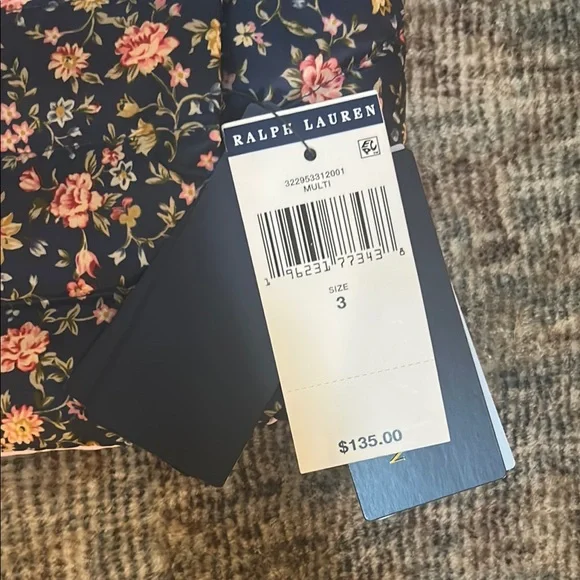 RALPH LAUREN
322953312001
MULTI
1 96231 77343 8
SIZE
3
$135.00